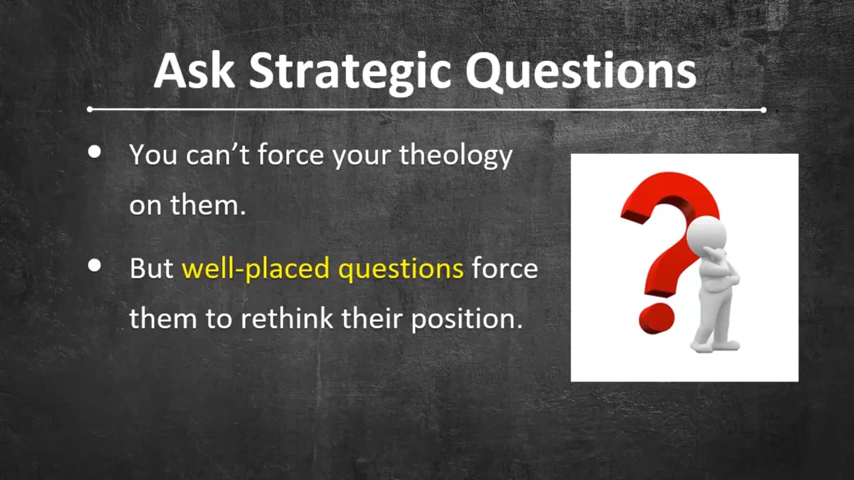 Ask Strategic Questions
• You can’t force your theology
on them.
• But well-placed questions force
them to rethink their position.